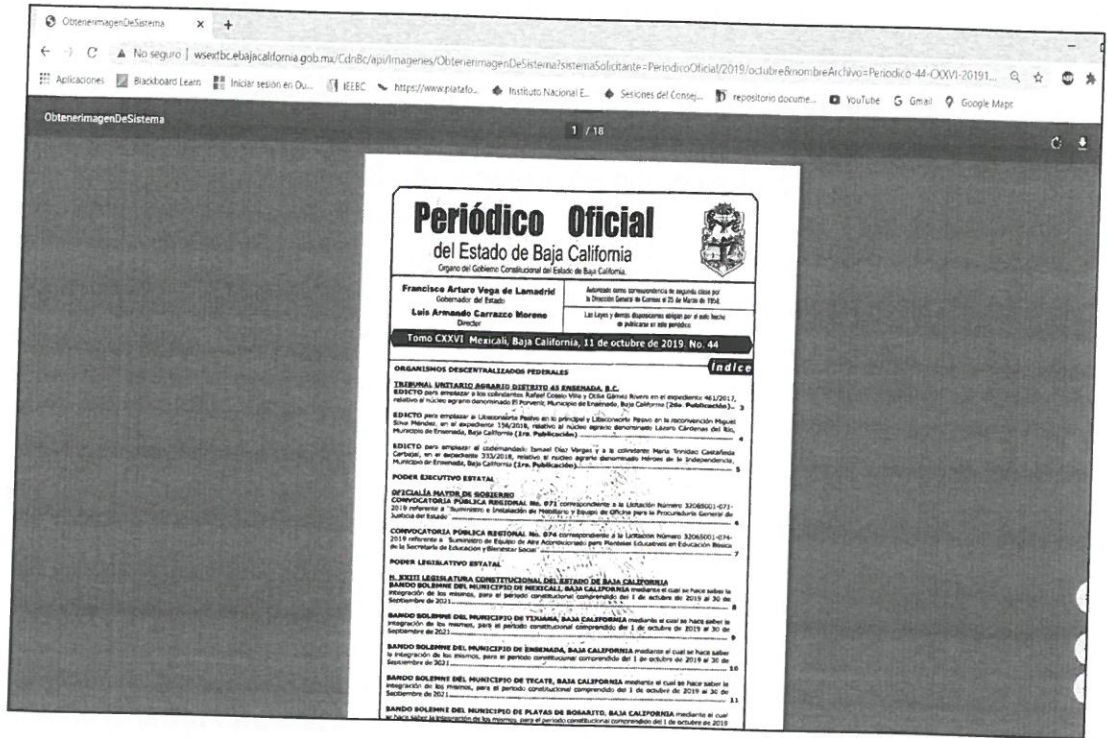 ObtenerImagenDeSistema
No seguro | wsextbc.ebajacalifornia.gob.mx/CdnBc/api/Imagenes/ObtenerImagenDeSistema?sistemaSolicitante=PeriodicoOficial/2019/octubre&nombreArchivo=Periodico-44-CXXVI-20191...
Aplicaciones Blackboard Learn Iniciar sesión en Ou... IEEBC https://www.platafo... Instituto Nacional E... Sesiones del Consej... repositorio docume... YouTube Gmail Google Maps
ObtenerImagenDeSistema 1 / 18
Periódico Oficial
del Estado de Baja California
Organo del Gobierno Constitucional del Estado de Baja California.
Francisco Arturo Vega de Lamadrid
Gobernador del Estado
Luis Armando Carrazco Moreno
Director
Autorizado como correspondencia de segunda clase por
la Dirección General de Correos el 25 de Marzo de 1958.
Las Leyes y demás disposiciones obligan por el solo hecho
de publicarse en este periódico.
Tomo CXXVI Mexicali, Baja California, 11 de octubre de 2019. No. 44
Índice
ORGANISMOS DESCENTRALIZADOS FEDERALES
TRIBUNAL UNITARIO AGRARIO DISTRITO 45 ENSENADA, B.C.
EDICTO para emplazar a los colindantes Rafael Cossio Villa y Otilia Gámez Rivera en el expediente 461/2017,
relativo al núcleo agrario denominado El Porvenir, Municipio de Ensenada, Baja California (2da. Publicación)... 3
EDICTO para emplazar a Litisconsorte Pasivo en lo principal y Litisconsorte Pasivo en la reconvención Miguel
Silva Méndez, en el expediente 156/2018, relativo al núcleo agrario denominado Lázaro Cárdenas del Río,
Municipio de Ensenada, Baja California (1ra. Publicación) 4
EDICTO para emplazar al codemandado Ismael Díaz Vargas y a la colindante María Trinidad Castañeda
Carbajal, en el expediente 333/2018, relativo al núcleo agrario denominado Héroes de la Independencia,
Municipio de Ensenada, Baja California (1ra. Publicación) 5
PODER EJECUTIVO ESTATAL
OFICIALÍA MAYOR DE GOBIERNO
CONVOCATORIA PÚBLICA REGIONAL No. 071 correspondiente a la Licitación Número 32065001-071-
2019 referente a "Suministro e Instalación de Mobiliario y Equipo de Oficina para la Procuraduría General de
Justicia del Estado" 6
CONVOCATORIA PÚBLICA REGIONAL No. 074 correspondiente a la Licitación Número 32065001-074-
2019 referente a "Suministro de Equipo de Aire Acondicionado para Planteles Educativos en Educación Básica
de la Secretaría de Educación y Bienestar Social" 7
PODER LEGISLATIVO ESTATAL
H. XXIII LEGISLATURA CONSTITUCIONAL DEL ESTADO DE BAJA CALIFORNIA
BANDO SOLEMNE DEL MUNICIPIO DE MEXICALI, BAJA CALIFORNIA mediante el cual se hace saber la
integración de los mismos, para el periodo constitucional comprendido del 1 de octubre de 2019 al 30 de
Septiembre de 2021 8
BANDO SOLEMNE DEL MUNICIPIO DE TIJUANA, BAJA CALIFORNIA mediante el cual se hace saber la
integración de los mismos, para el periodo constitucional comprendido del 1 de octubre de 2019 al 30 de
Septiembre de 2021 9
BANDO SOLEMNE DEL MUNICIPIO DE ENSENADA, BAJA CALIFORNIA mediante el cual se hace saber
la integración de los mismos, para el periodo constitucional comprendido del 1 de octubre de 2019 al 30 de
Septiembre de 2021 10
BANDO SOLEMNE DEL MUNICIPIO DE TECATE, BAJA CALIFORNIA mediante el cual se hace saber la
integración de los mismos, para el periodo constitucional comprendido del 1 de octubre de 2019 al 30 de
Septiembre de 2021 11
BANDO SOLEMNE DEL MUNICIPIO DE PLAYAS DE ROSARITO, BAJA CALIFORNIA mediante el cual
se hace saber la integración de los mismos, para el periodo constitucional comprendido del 1 de octubre de 2019